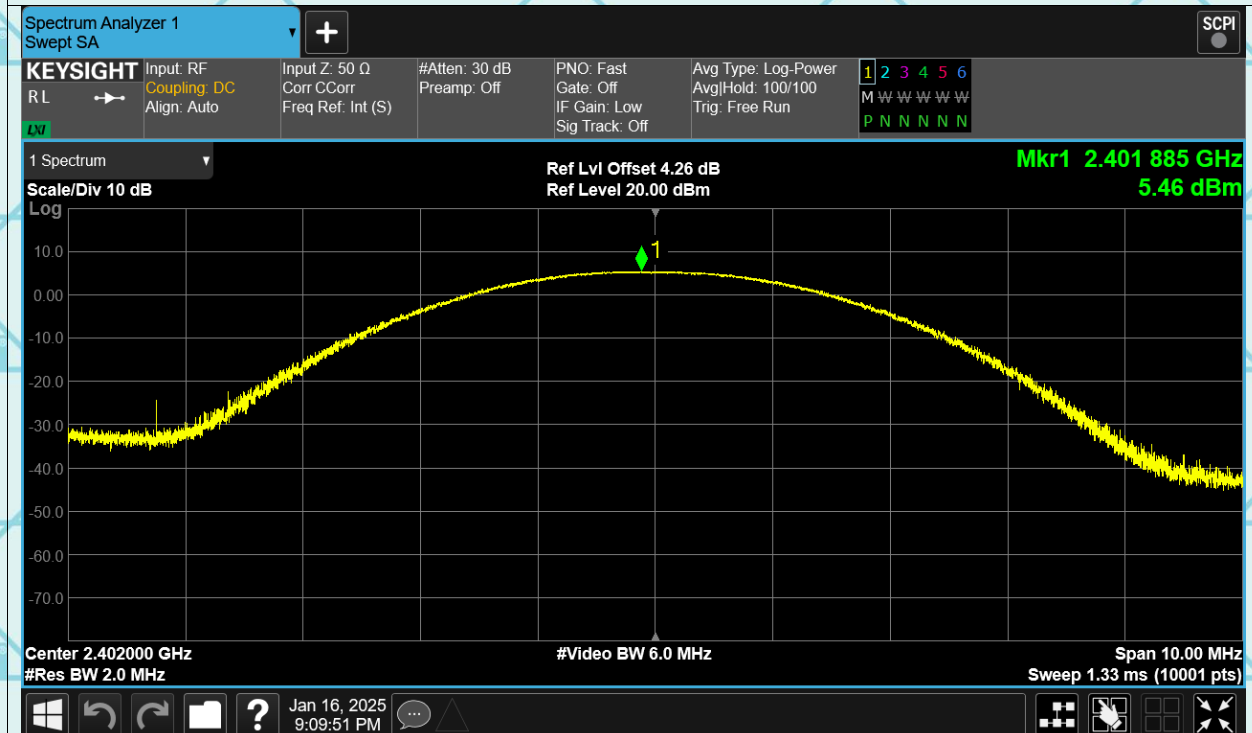 Spectrum Analyzer 1
Swept SA
▼
+
SCPI
KEYSIGHT
R L
LXI
Input: RF
Coupling: DC
Align: Auto
Input Z: 50 Ω
Corr CCorr
Freq Ref: Int (S)
#Atten: 30 dB
Preamp: Off
PNO: Fast
Gate: Off
IF Gain: Low
Sig Track: Off
Avg Type: Log-Power
Avg|Hold: 100/100
Trig: Free Run
1 2 3 4 5 6
M W W W W W
P N N N N N
1 Spectrum ▼
Scale/Div 10 dB
Log
Ref Lvl Offset 4.26 dB
Ref Level 20.00 dBm
Mkr1 2.401 885 GHz
5.46 dBm
1
10.0
0.00
-10.0
-20.0
-30.0
-40.0
-50.0
-60.0
-70.0
Center 2.402000 GHz
#Video BW 6.0 MHz
Span 10.00 MHz
#Res BW 2.0 MHz
Sweep 1.33 ms (10001 pts)
?
Jan 16, 2025
9:09:51 PM